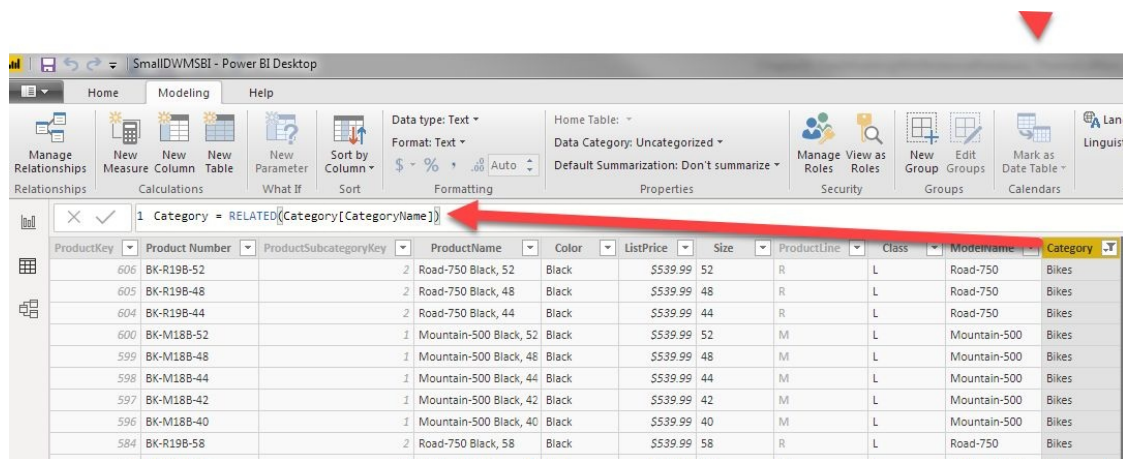 SmallDWMSBI - Power BI Desktop
Home Modeling Help
Manage Relationships
New Measure
New Column
New Table
New Parameter
Sort by Column
Data type: Text
Format: Text
$ % , .00 Auto
Home Table:
Data Category: Uncategorized
Default Summarization: Don't summarize
Manage Roles
View as Roles
New Group
Edit Groups
Mark as Date Table
Lan
Linguist
Relationships Calculations What If Sort Formatting Properties Security Groups Calendars
1 Category = RELATED(Category[CategoryName])
ProductKey Product Number ProductSubcategoryKey ProductName Color ListPrice Size ProductLine Class ModelName Category
606 BK-R19B-52 2 Road-750 Black, 52 Black $539.99 52 R L Road-750 Bikes
605 BK-R19B-48 2 Road-750 Black, 48 Black $539.99 48 R L Road-750 Bikes
604 BK-R19B-44 2 Road-750 Black, 44 Black $539.99 44 R L Road-750 Bikes
600 BK-M18B-52 1 Mountain-500 Black, 52 Black $539.99 52 M L Mountain-500 Bikes
599 BK-M18B-48 1 Mountain-500 Black, 48 Black $539.99 48 M L Mountain-500 Bikes
598 BK-M18B-44 1 Mountain-500 Black, 44 Black $539.99 44 M L Mountain-500 Bikes
597 BK-M18B-42 1 Mountain-500 Black, 42 Black $539.99 42 M L Mountain-500 Bikes
596 BK-M18B-40 1 Mountain-500 Black, 40 Black $539.99 40 M L Mountain-500 Bikes
584 BK-R19B-58 2 Road-750 Black, 58 Black $539.99 58 R L Road-750 Bikes